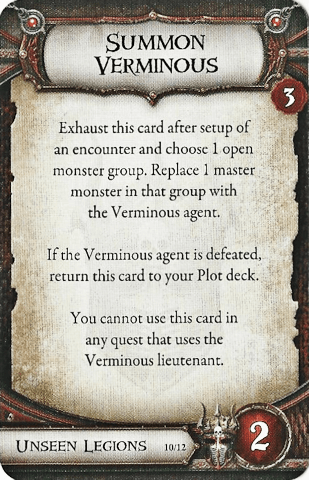 Summon
Verminous
3
Exhaust this card after setup of
an encounter and choose 1 open
monster group. Replace 1 master
monster in that group with
the Verminous agent.
If the Verminous agent is defeated,
return this card to your Plot deck.
You cannot use this card in
any quest that uses the
Verminous lieutenant.
Unseen Legions 10/12
2